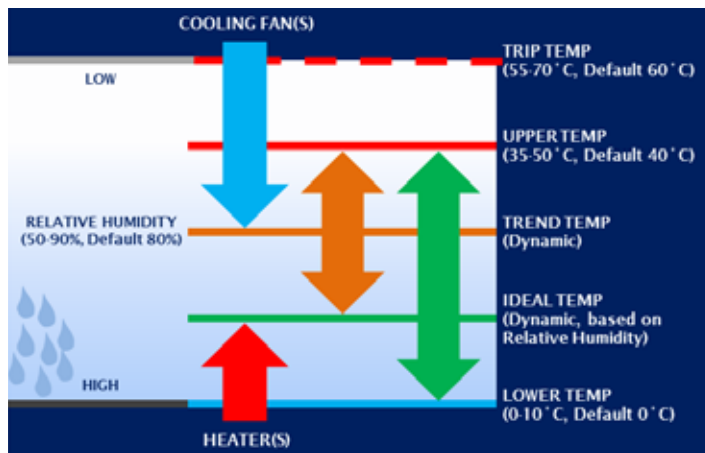 COOLING FAN(S)
TRIP TEMP
(55-70˚C, Default 60˚C)
LOW
UPPER TEMP
(35-50˚C, Default 40˚C)
RELATIVE HUMIDITY
(50-90%, Default 80%)
TREND TEMP
(Dynamic)
IDEAL TEMP
(Dynamic, based on
Relative Humidity)
HIGH
LOWER TEMP
(0-10˚C, Default 0˚C)
HEATER(S)